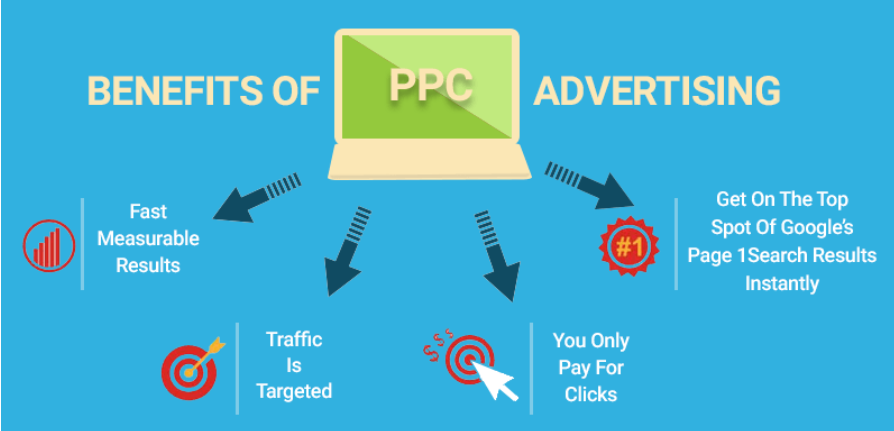 BENEFITS OF PPC ADVERTISING
Fast
Measurable
Results
Traffic
Is
Targeted
$$$
You Only
Pay For
Clicks
#1
Get On The Top
Spot Of Google's
Page 1Search Results
Instantly